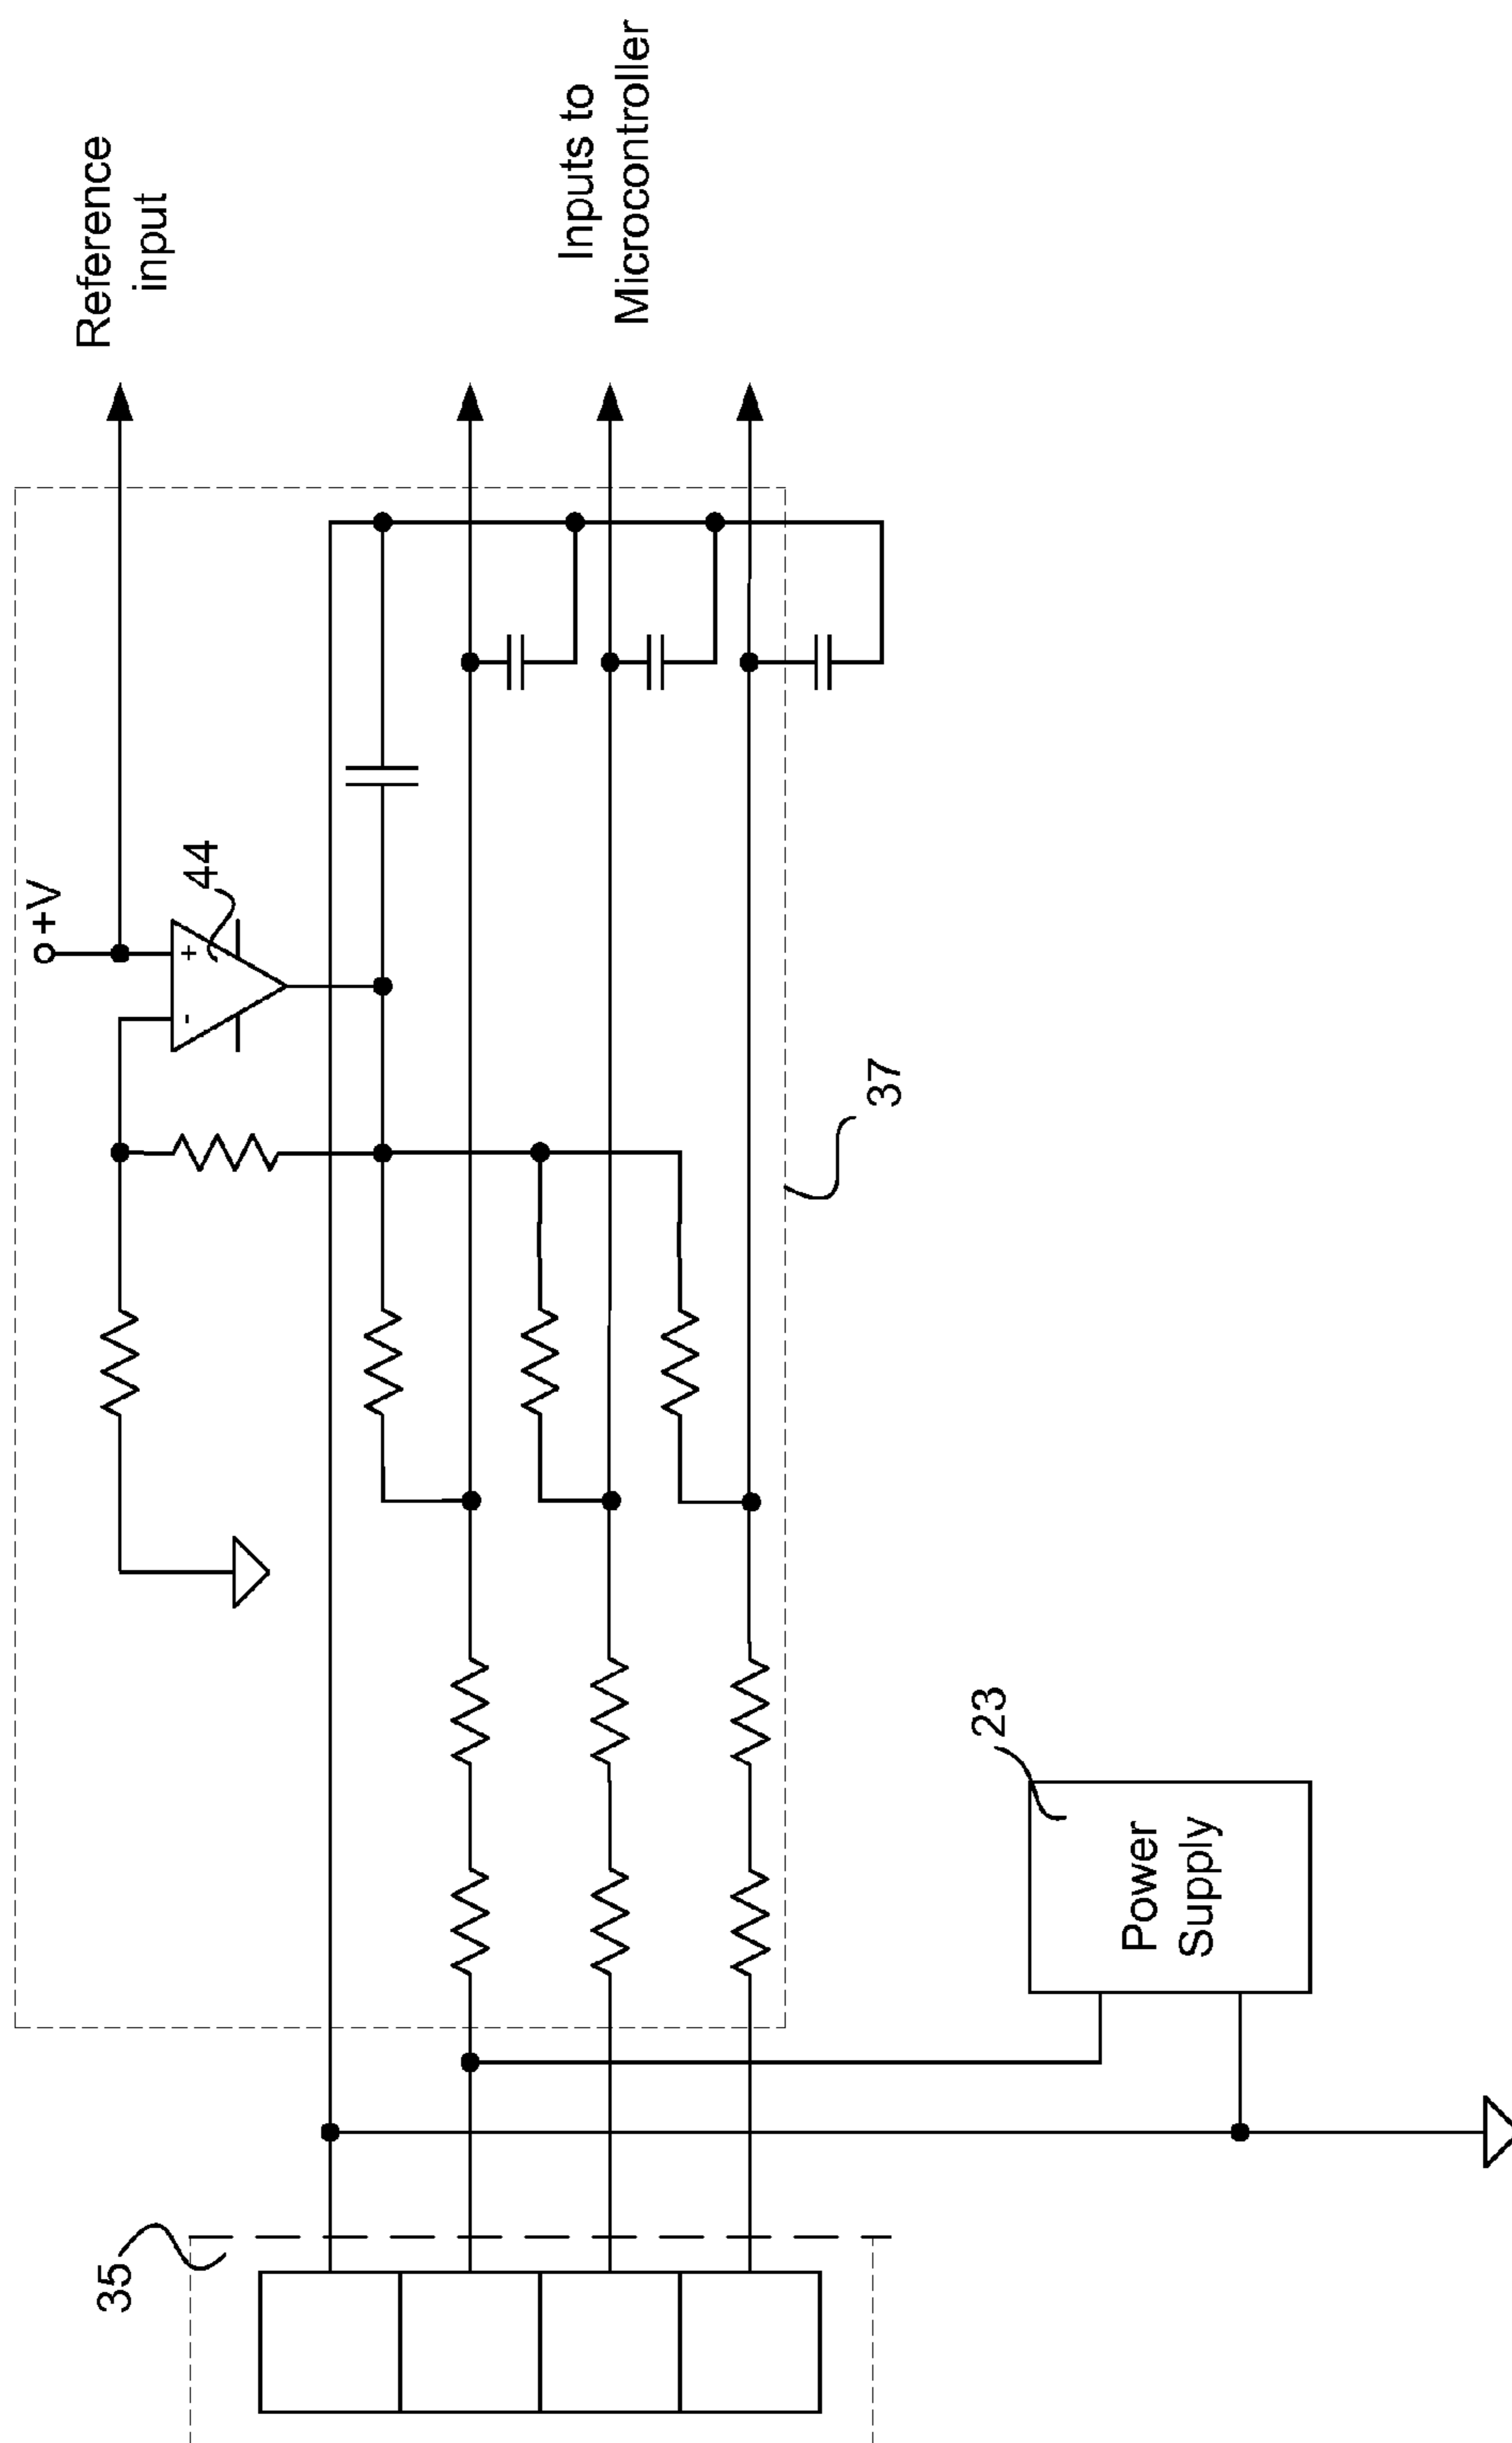 Reference
input
Inputs to
Microcontroller
+V
44
+
-
37
23
Power
Supply
35